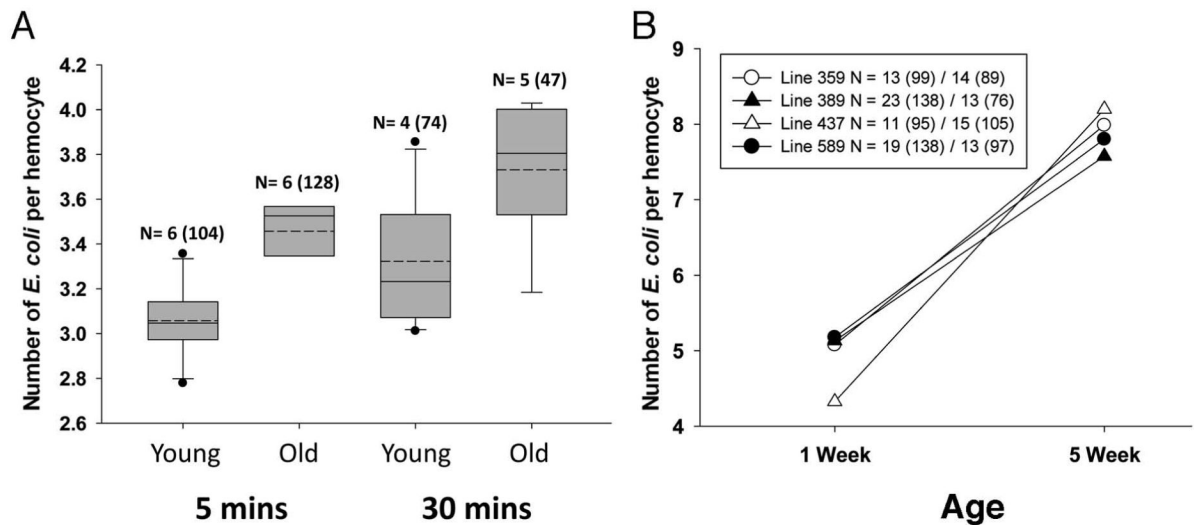 A
Number of E. coli per hemocyte
4.2
4.0
3.8
3.6
3.4
3.2
3.0
2.8
2.6
N= 6 (104)
N= 6 (128)
N= 4 (74)
N= 5 (47)
Young
Old
Young
Old
5 mins
30 mins
B
Number of E. coli per hemocyte
9
8
7
6
5
4
Line 359 N = 13 (99) / 14 (89)
Line 389 N = 23 (138) / 13 (76)
Line 437 N = 11 (95) / 15 (105)
Line 589 N = 19 (138) / 13 (97)
1 Week
5 Week
Age